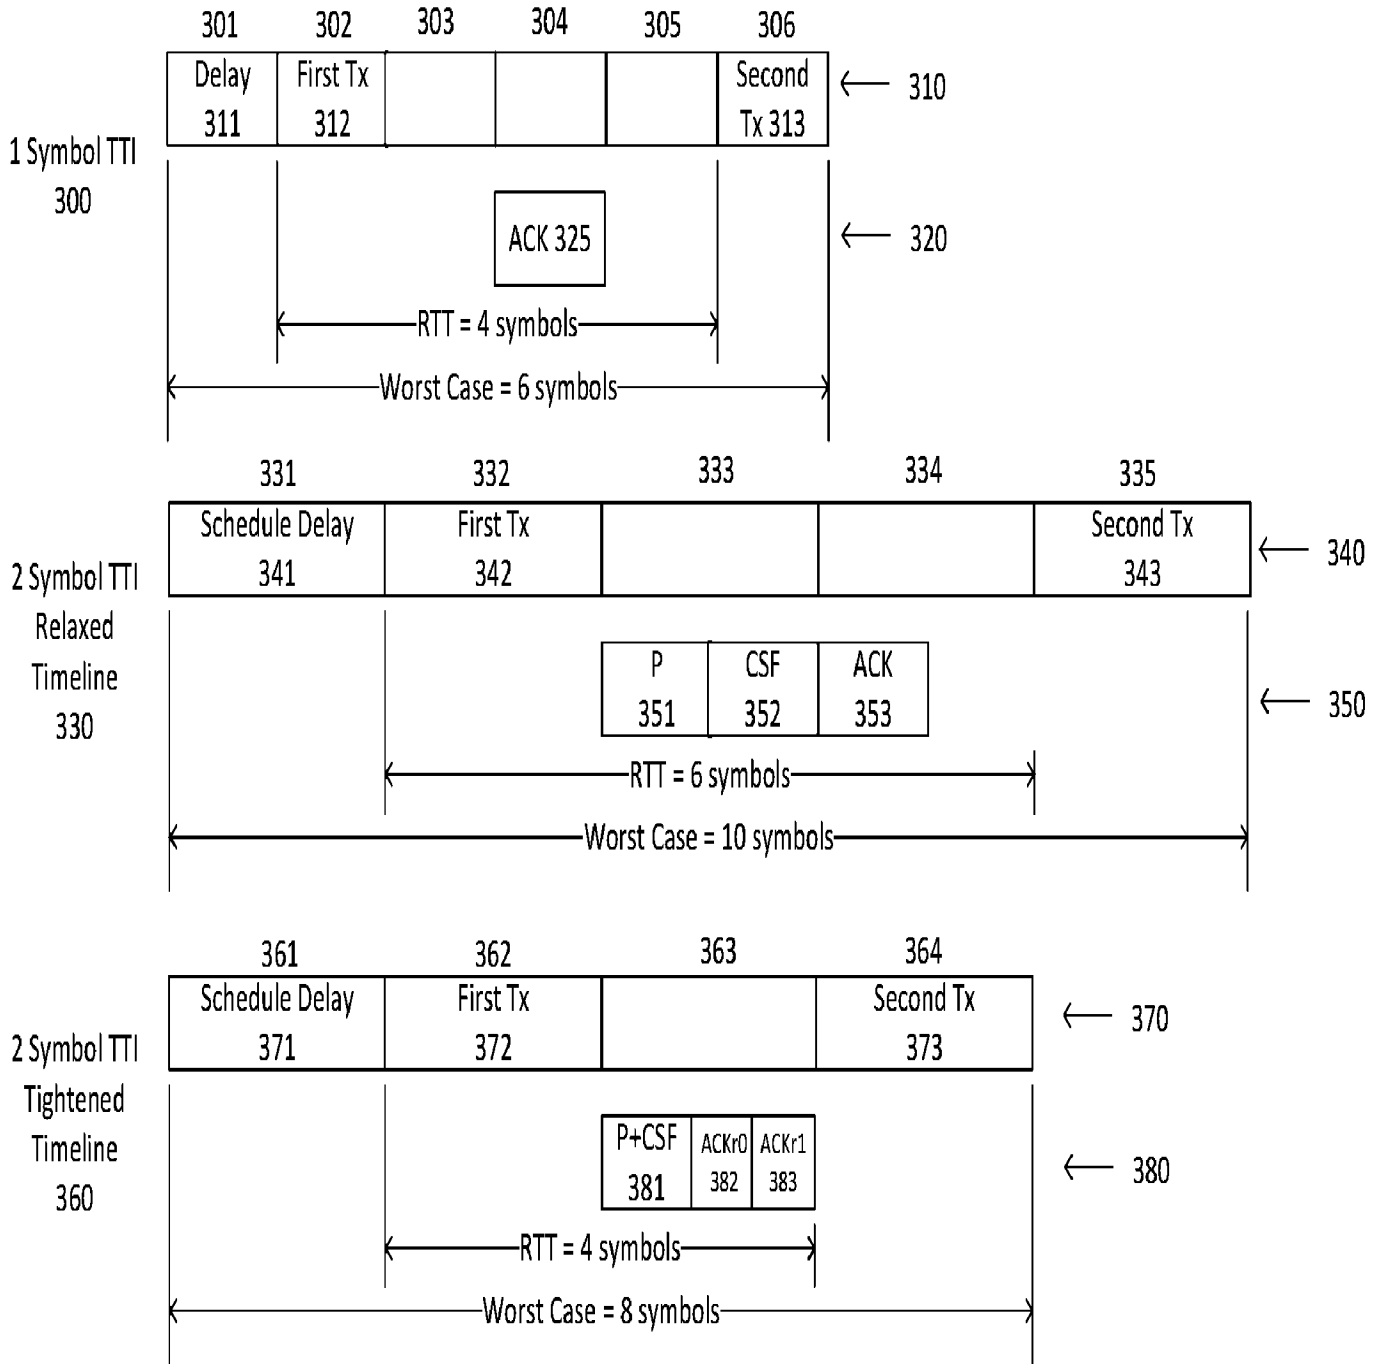 301 302 303 304 305 306
Delay First Tx Second
311 312 Tx 313
310
1 Symbol TTI
300
ACK 325
320
RTT = 4 symbols
Worst Case = 6 symbols
331 332 333 334 335
Schedule Delay First Tx Second Tx
341 342 343
340
2 Symbol TTI
Relaxed
Timeline
330
P CSF ACK
351 352 353
350
RTT = 6 symbols
Worst Case = 10 symbols
361 362 363 364
Schedule Delay First Tx Second Tx
371 372 373
370
2 Symbol TTI
Tightened
Timeline
360
P+CSF ACKr0 ACKr1
381 382 383
380
RTT = 4 symbols
Worst Case = 8 symbols